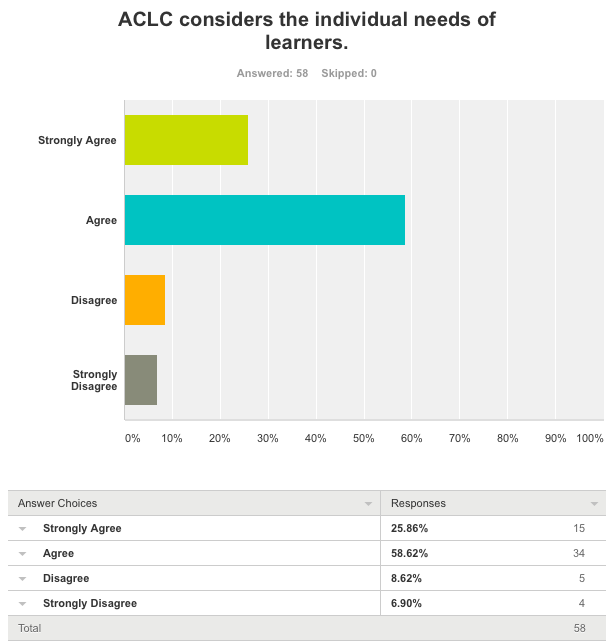 ACLC considers the individual needs of
learners.
Answered: 58 Skipped: 0
Strongly Agree
Agree
Disagree
Strongly
Disagree
0% 10% 20% 30% 40% 50% 60% 70% 80% 90% 100%
Answer Choices Responses
Strongly Agree 25.86% 15
Agree 58.62% 34
Disagree 8.62% 5
Strongly Disagree 6.90% 4
Total 58